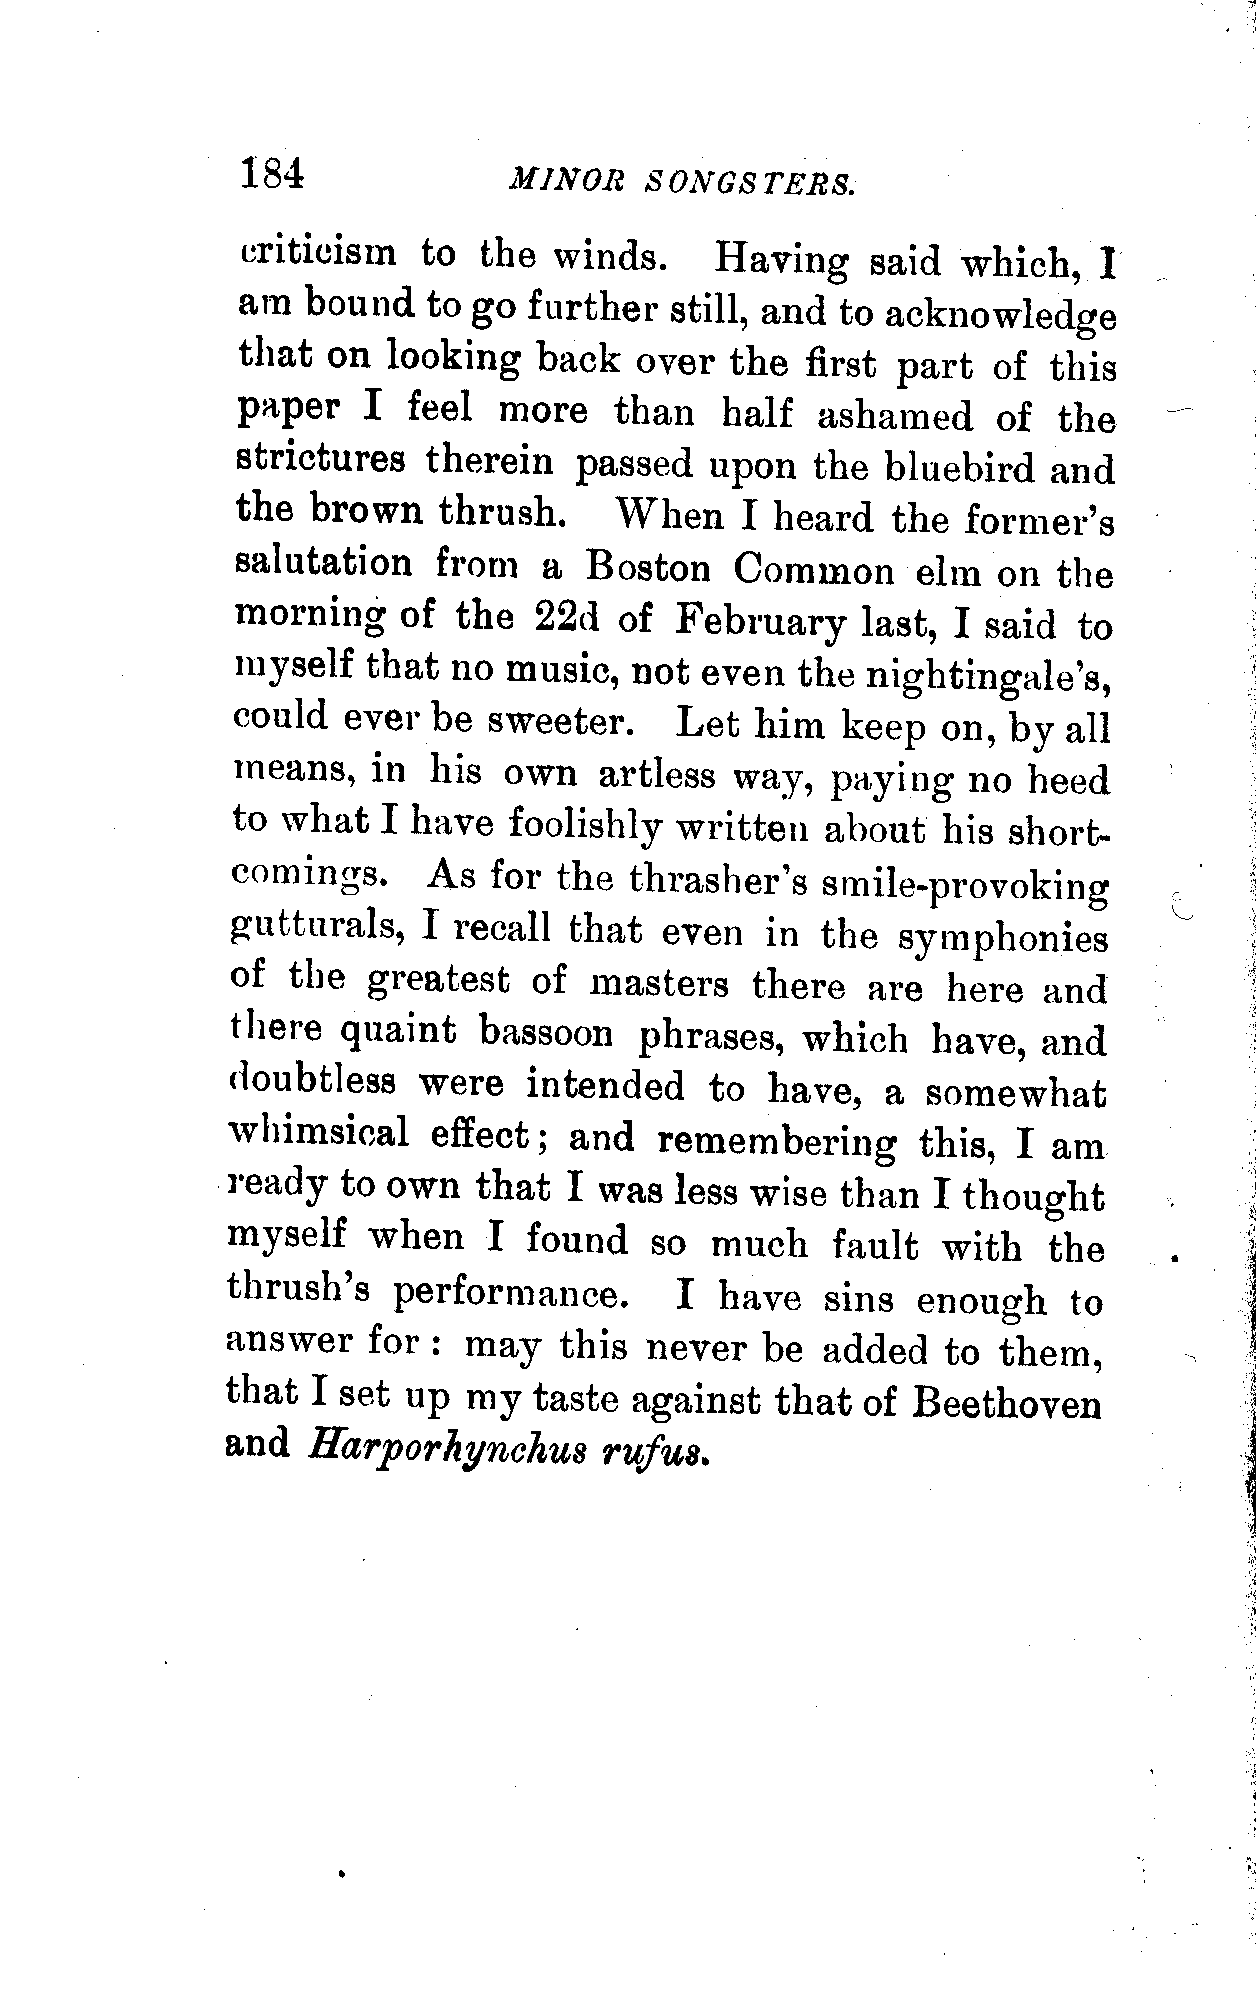 184 MINOR SONGSTERS.
criticism to the winds. Having said which, I
am bound to go further still, and to acknowledge
that on looking back over the first part of this
paper I feel more than half ashamed of the
strictures therein passed upon the bluebird and
the brown thrush. When I heard the former's
salutation from a Boston Common elm on the
morning of the 22d of February last, I said to
myself that no music, not even the nightingale's,
could ever be sweeter. Let him keep on, by all
means, in his own artless way, paying no heed
to what I have foolishly written about his short-
comings. As for the thrasher's smile-provoking
gutturals, I recall that even in the symphonies
of the greatest of masters there are here and
there quaint bassoon phrases, which have, and
doubtless were intended to have, a somewhat
whimsical effect; and remembering this, I am
ready to own that I was less wise than I thought
myself when I found so much fault with the
thrush's performance. I have sins enough to
answer for: may this never be added to them,
that I set up my taste against that of Beethoven
and Harporhynchus rufus.